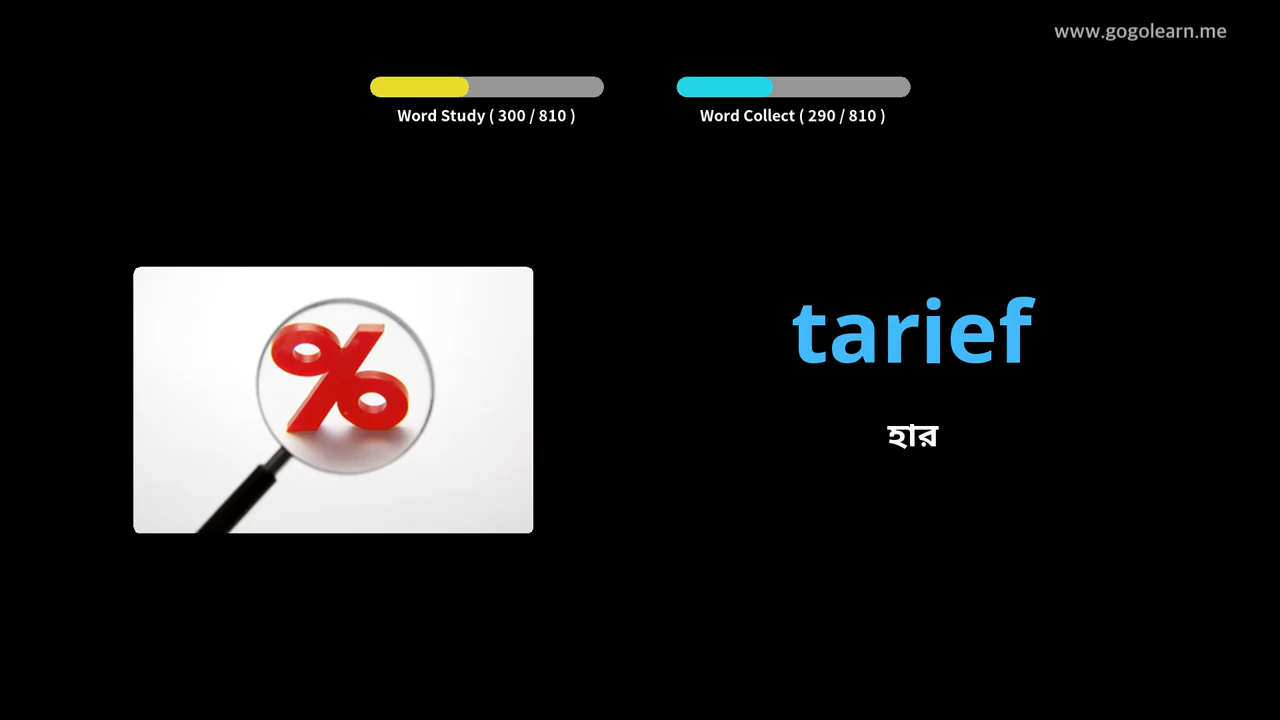 www.gogolearn.me
Word Study ( 300 / 810 )
Word Collect ( 290 / 810 )
%
tarief
হার